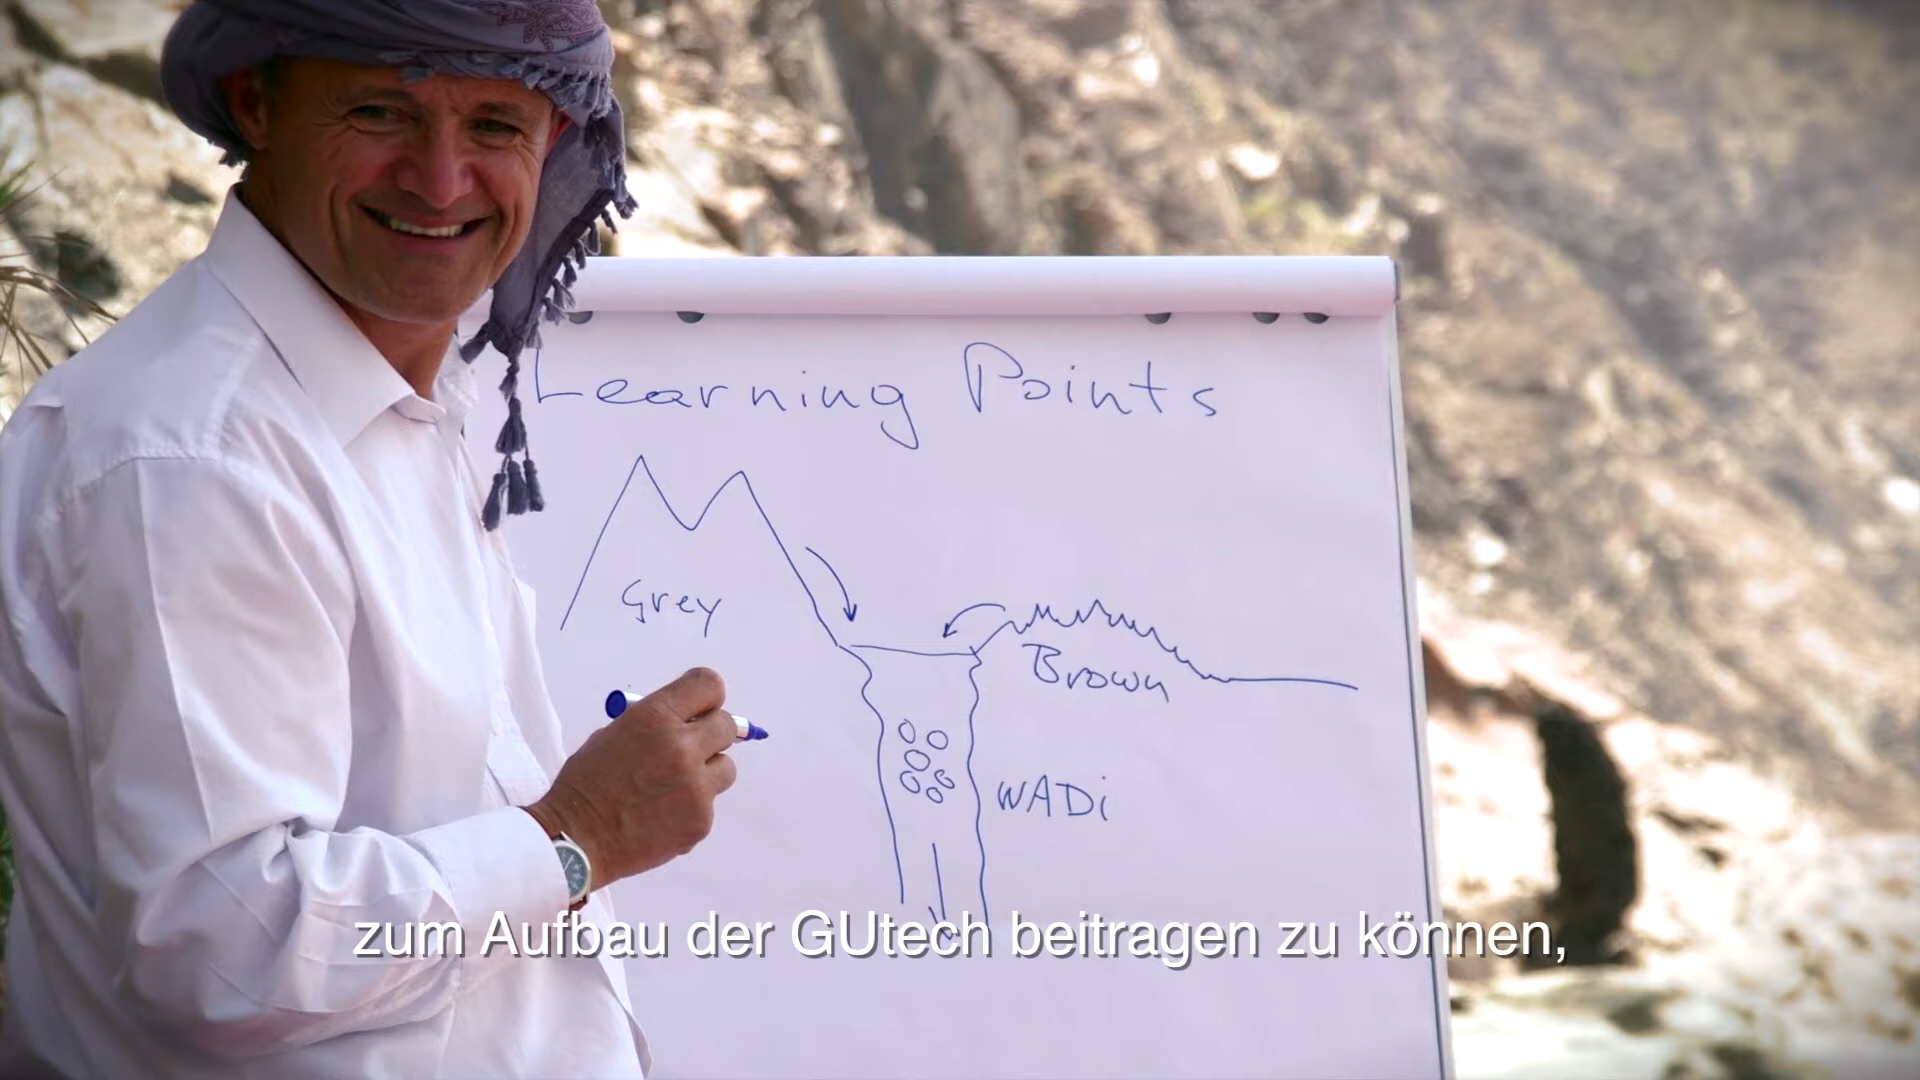 Learning Points
Grey
Brown
WADi
zum Aufbau der GUtech beitragen zu können,